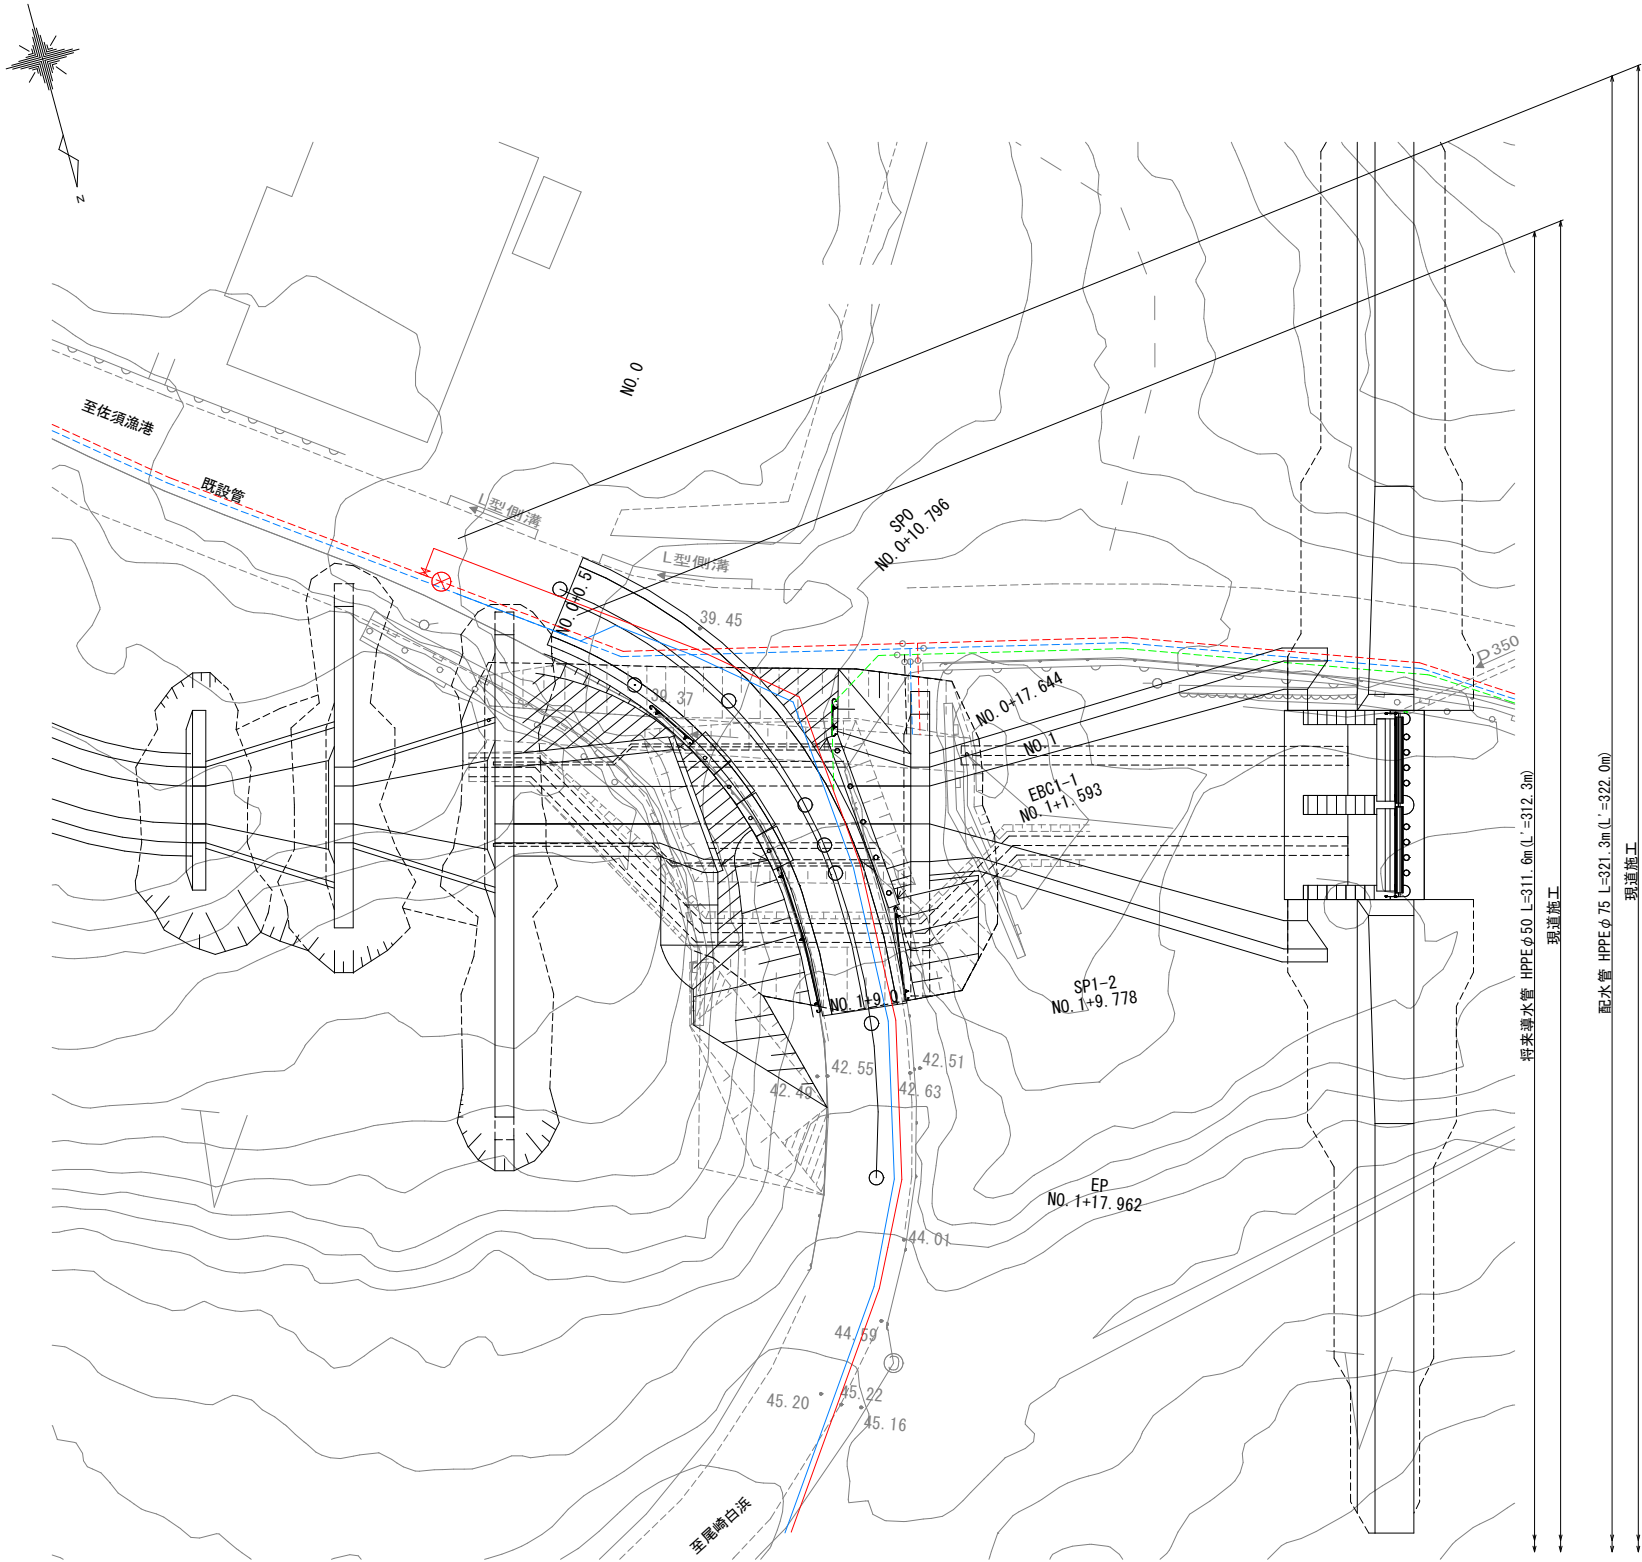 N
NO.0
至佐須漁港
既設管
L型側溝
SP0
NO.0+10.796
L型側溝
NO.0+0.5
39.45
D350
39.37
NO.0+17.644
NO.1
EBC1-1
NO.1+1.593
SP1-2
NO.1+9.778
NO.1+9.0
42.55
42.51
42.49
42.63
EP
NO.1+17.962
44.01
44.59
45.20
45.22
45.16
至尾崎白浜
将来導水管 HPPEφ50 L=311.6m(L'=312.3m)
現道施工
配水管 HPPEφ75 L=321.3m(L'=322.0m)
現道施工